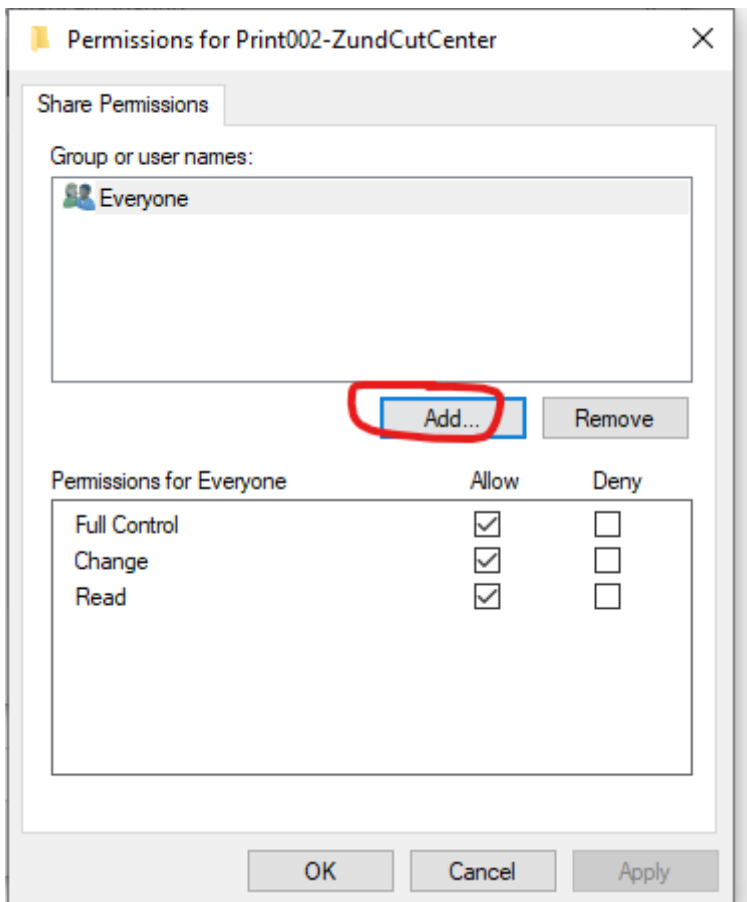 Permissions for Print002-ZundCutCenter
Share Permissions
Group or user names:
Everyone
Add... Remove
Permissions for Everyone Allow Deny
Full Control
Change
Read
OK Cancel Apply